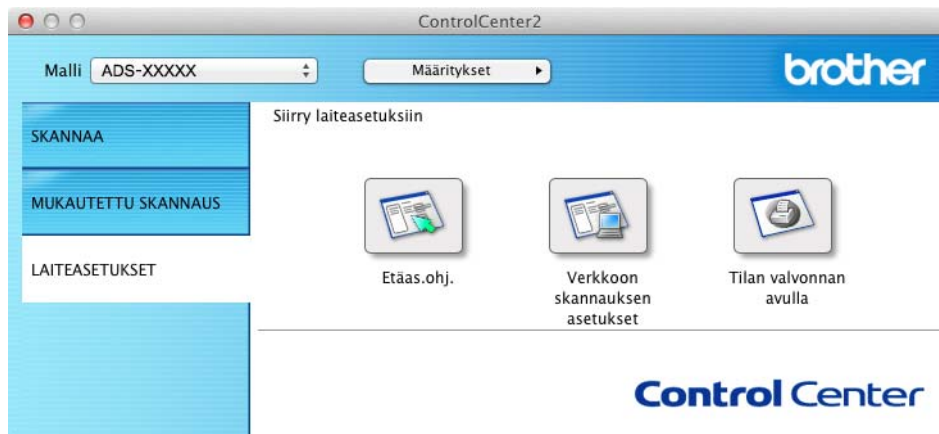 ControlCenter2
Malli ADS-XXXXX Määritykset
brother
SKANNAA
MUKAUTETTU SKANNAUS
LAITEASETUKSET
Siirry laiteasetuksiin
Etäas.ohj.
Verkkoon
skannauksen
asetukset
Tilan valvonnan
avulla
Control Center